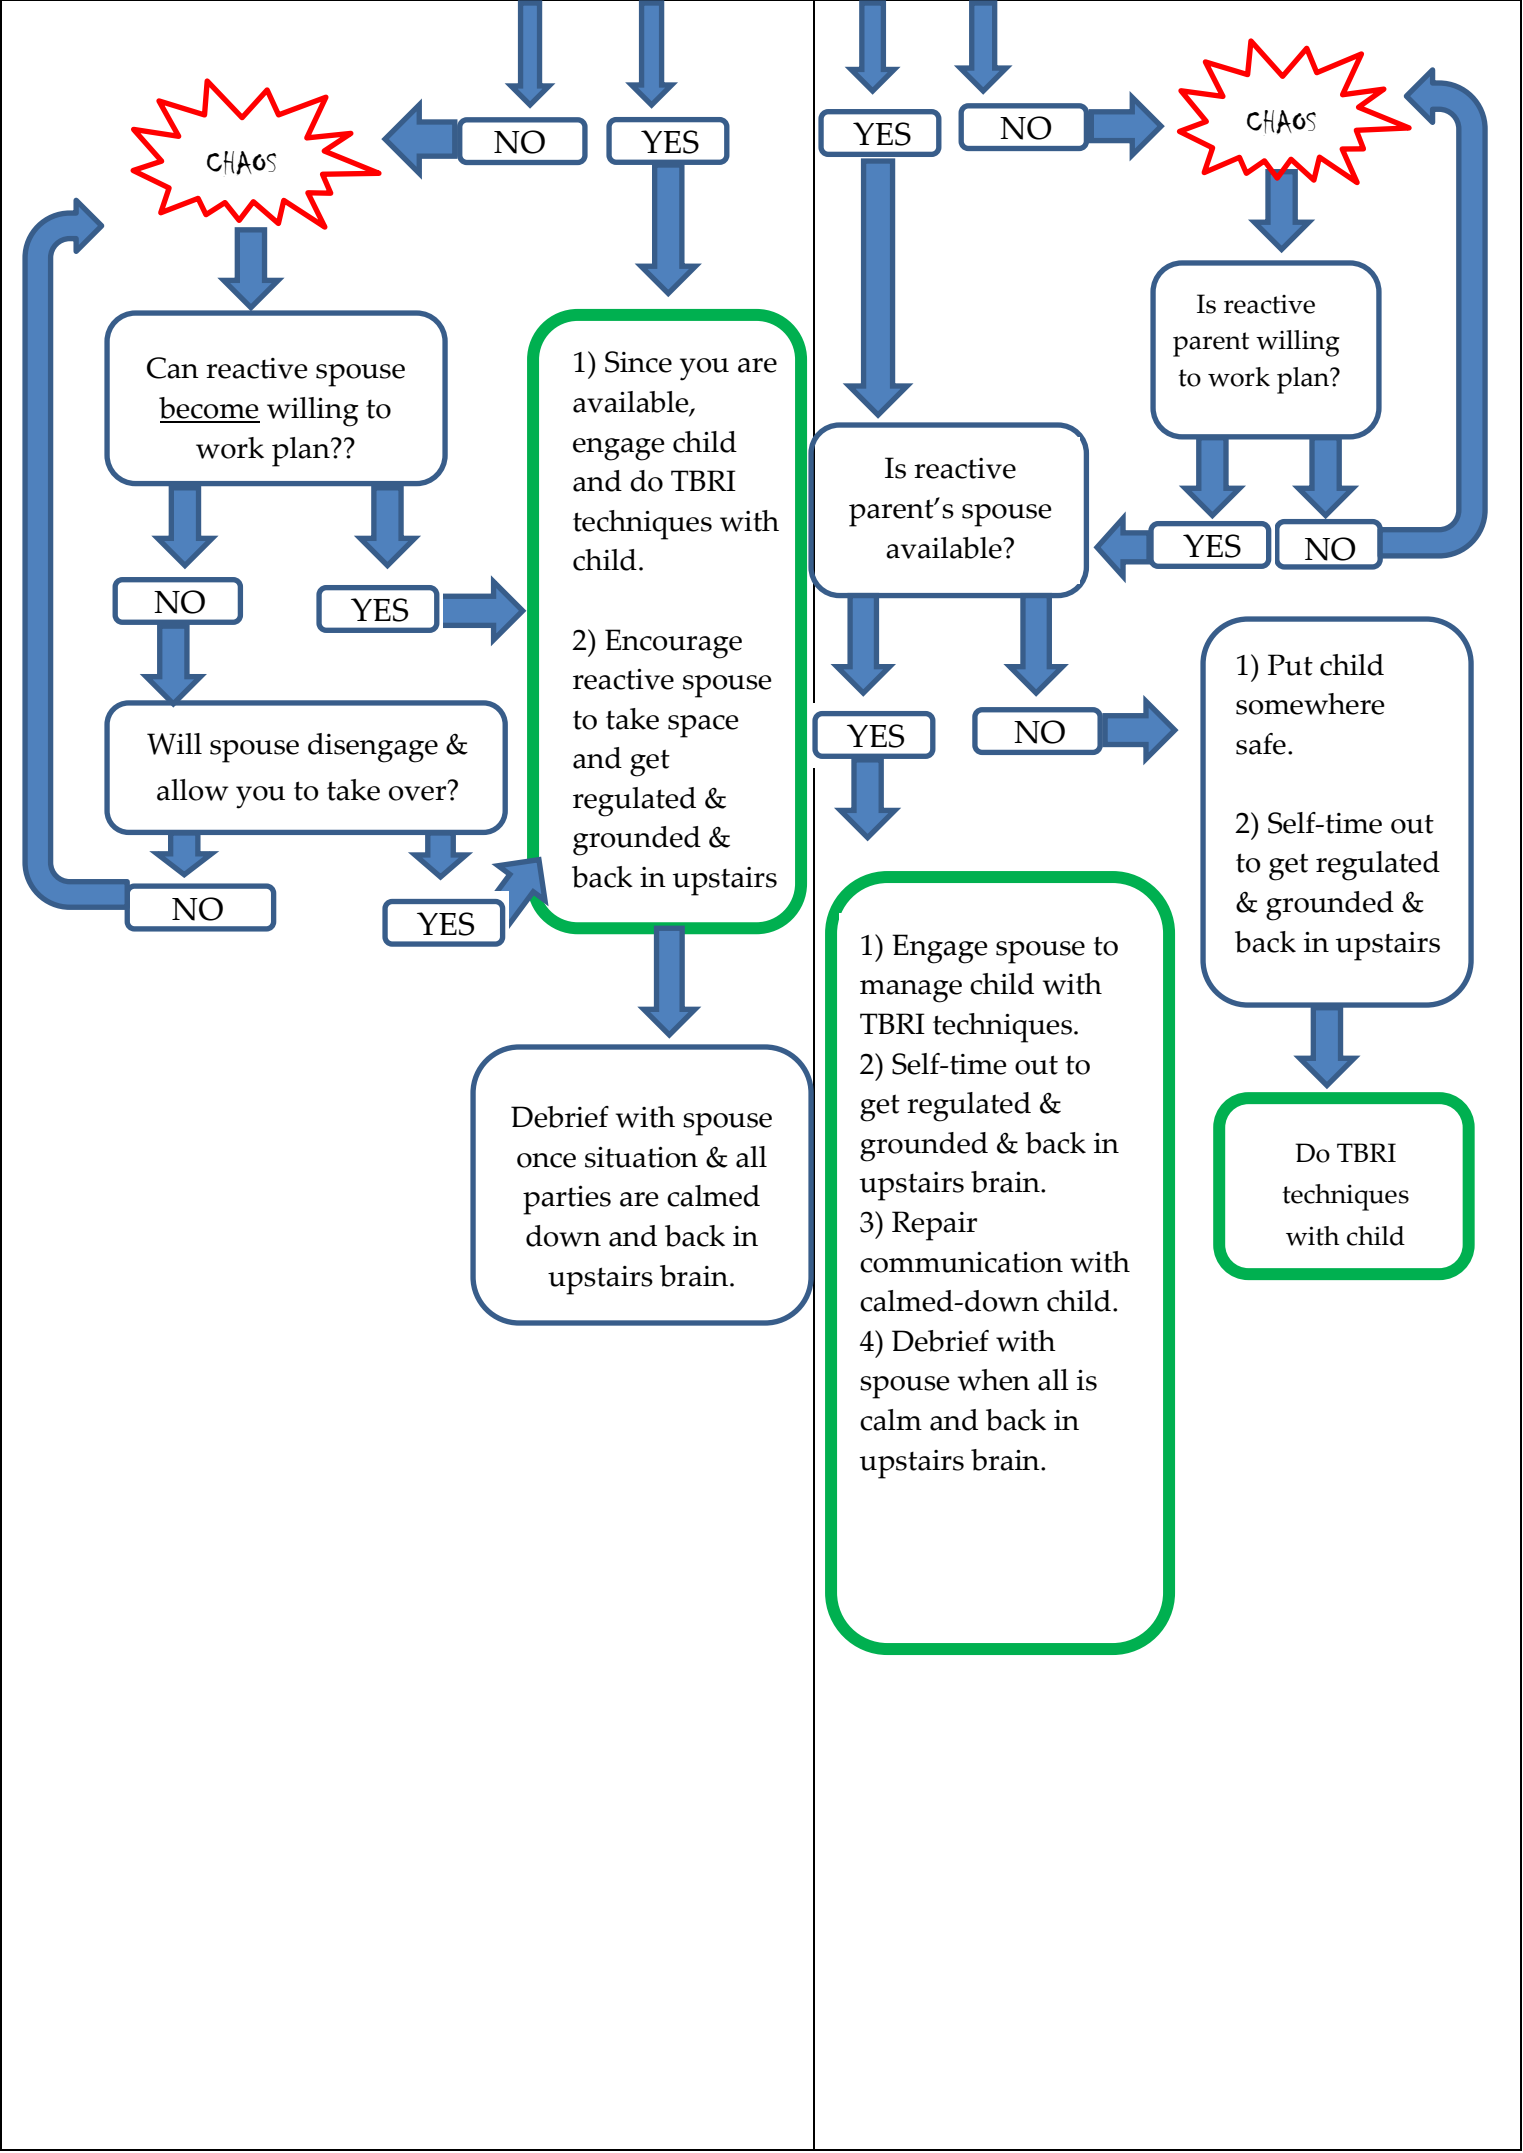 NO
YES
CHAOS
Can reactive spouse
become willing to
work plan??
NO
YES
Will spouse disengage &
allow you to take over?
NO
YES
1) Since you are
available,
engage child
and do TBRI
techniques with
child.
2) Encourage
reactive spouse
to take space
and get
regulated &
grounded &
back in upstairs
Debrief with spouse
once situation & all
parties are calmed
down and back in
upstairs brain.
YES
NO
CHAOS
Is reactive
parent willing
to work plan?
YES
NO
Is reactive
parent’s spouse
available?
YES
NO
1) Put child
somewhere
safe.
2) Self-time out
to get regulated
& grounded &
back in upstairs
Do TBRI
techniques
with child
1) Engage spouse to
manage child with
TBRI techniques.
2) Self-time out to
get regulated &
grounded & back in
upstairs brain.
3) Repair
communication with
calmed-down child.
4) Debrief with
spouse when all is
calm and back in
upstairs brain.